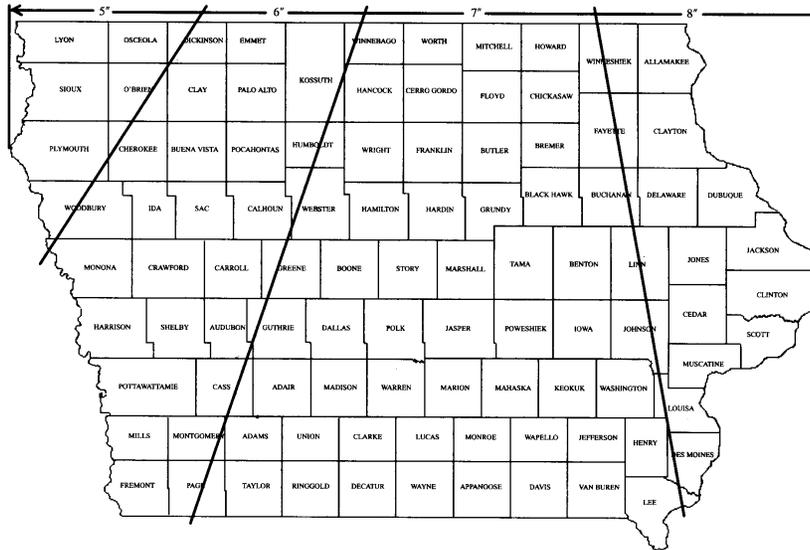 5" 6" 7" 8"
LYON OSCEOLA DICKINSON EMMET WINNEBAGO WORTH MITCHELL HOWARD WINNESHIEK ALLAMAKEE
KOSSUTH
SIOUX O'BRIEN CLAY PALO ALTO HANCOCK CERRO GORDO FLOYD CHICKASAW
PLYMOUTH CHEROKEE BUENA VISTA POCAHONTAS HUMBOLDT WRIGHT FRANKLIN BUTLER BREMER FAYETTE CLAYTON
WOODBURY IDA SAC CALHOUN WEBSTER HAMILTON HARDIN GRUNDY BLACK HAWK BUCHANAN DELAWARE DUBUQUE
MONONA CRAWFORD CARROLL GREENE BOONE STORY MARSHALL TAMA BENTON LINN JONES JACKSON
CLINTON
HARRISON SHELBY AUDUBON GUTHRIE DALLAS POLK JASPER POWESHIEK IOWA JOHNSON CEDAR SCOTT
MUSCATINE
POTTAWATTAMIE CASS ADAIR MADISON WARREN MARION MAHASKA KEOKUK WASHINGTON
LOUISA
MILLS MONTGOMERY ADAMS UNION CLARKE LUCAS MONROE WAPELLO JEFFERSON HENRY DES MOINES
FREMONT PAGE TAYLOR RINGGOLD DECATUR WAYNE APPANOOSE DAVIS VAN BUREN LEE